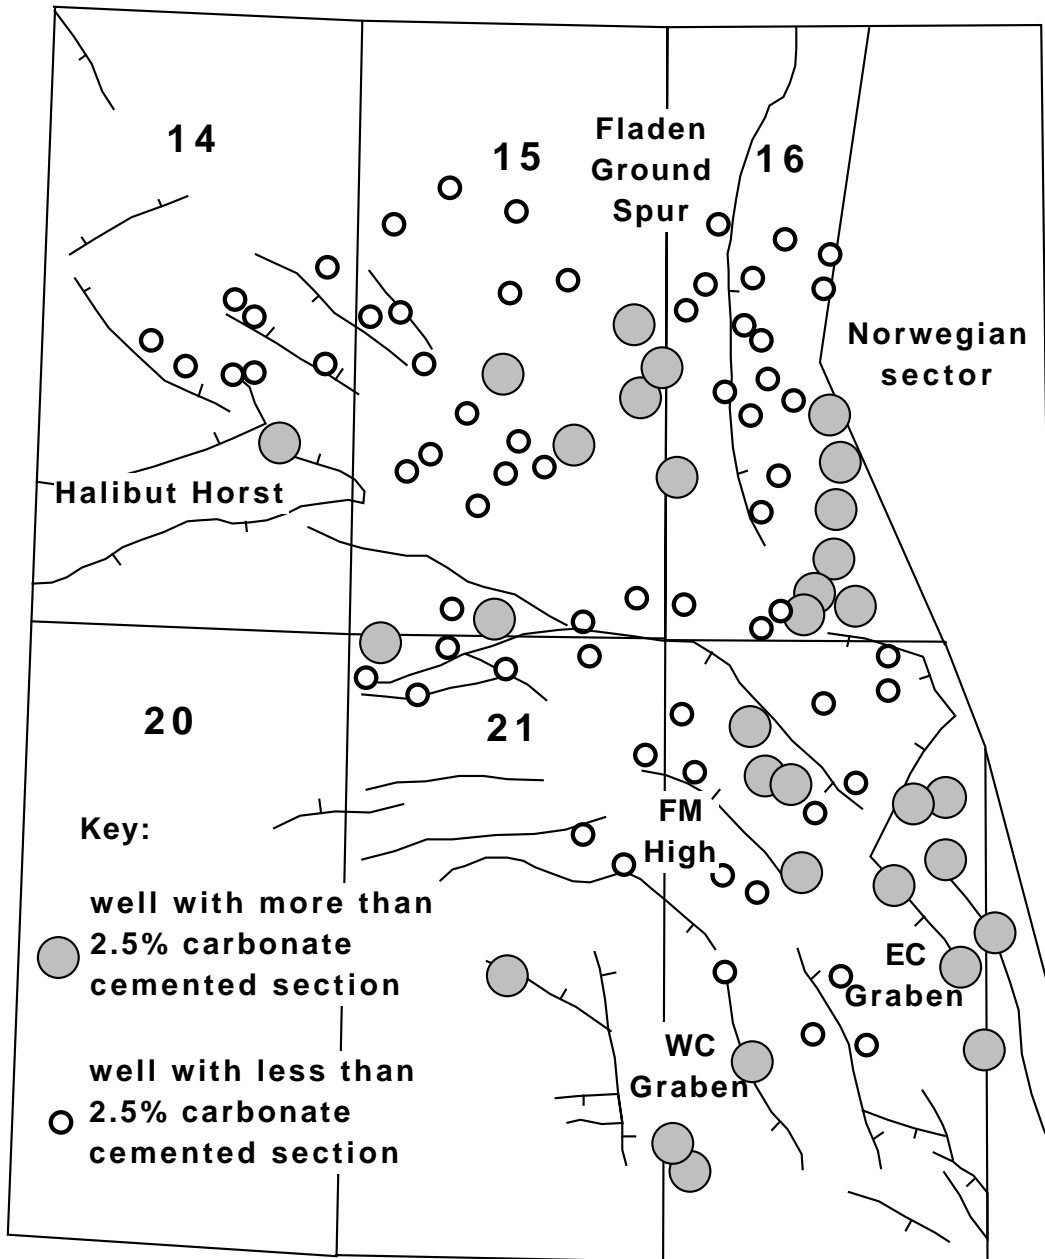 14
15
Fladen
Ground
Spur
16
Norwegian
sector
Halibut Horst
20
21
FM
High
Key:
well with more than
2.5% carbonate
cemented section
EC
Graben
WC
Graben
well with less than
2.5% carbonate
cemented section